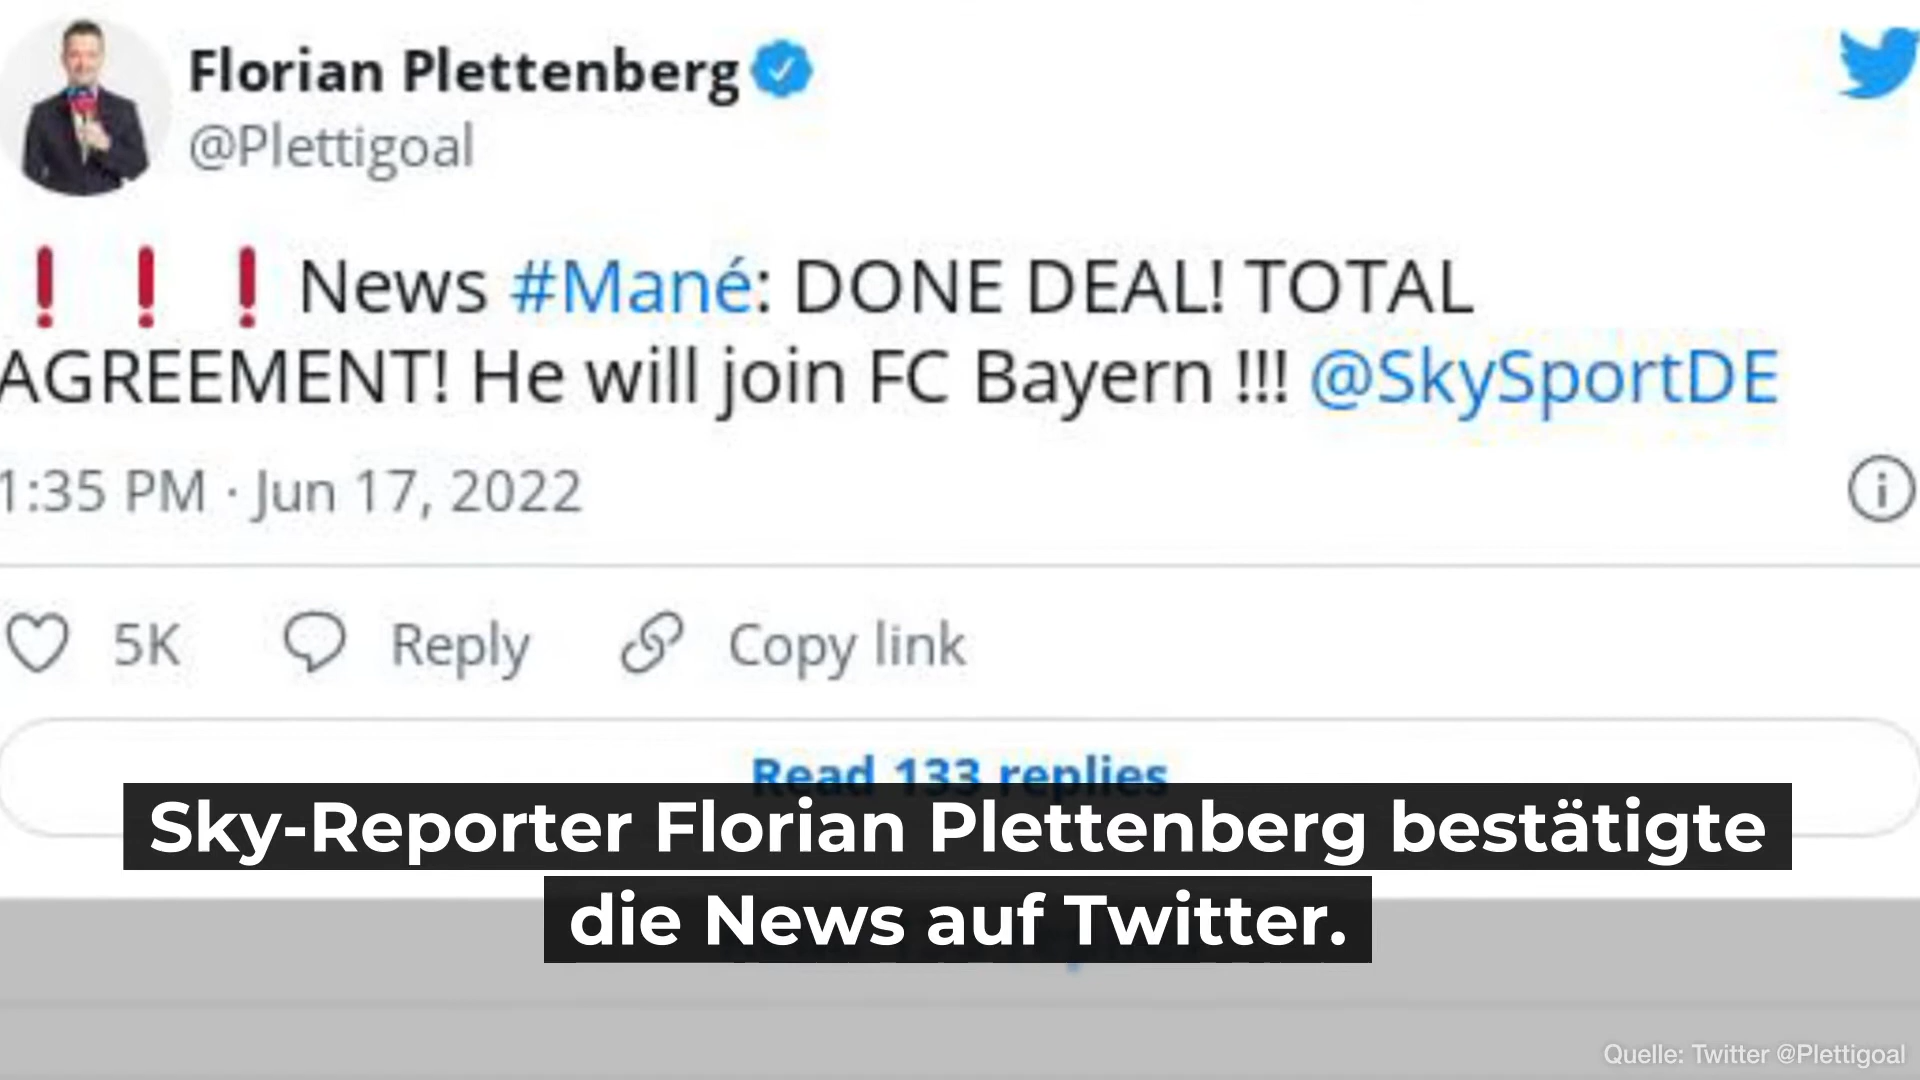 Florian Plettenberg
@Plettigoal
❗❗❗News #Mané: DONE DEAL! TOTAL
AGREEMENT! He will join FC Bayern !!! @SkySportDE
1:35 PM · Jun 17, 2022
5K Reply Copy link
Read 133 replies
Sky-Reporter Florian Plettenberg bestätigte
die News auf Twitter.
Quelle: Twitter @Plettigoal